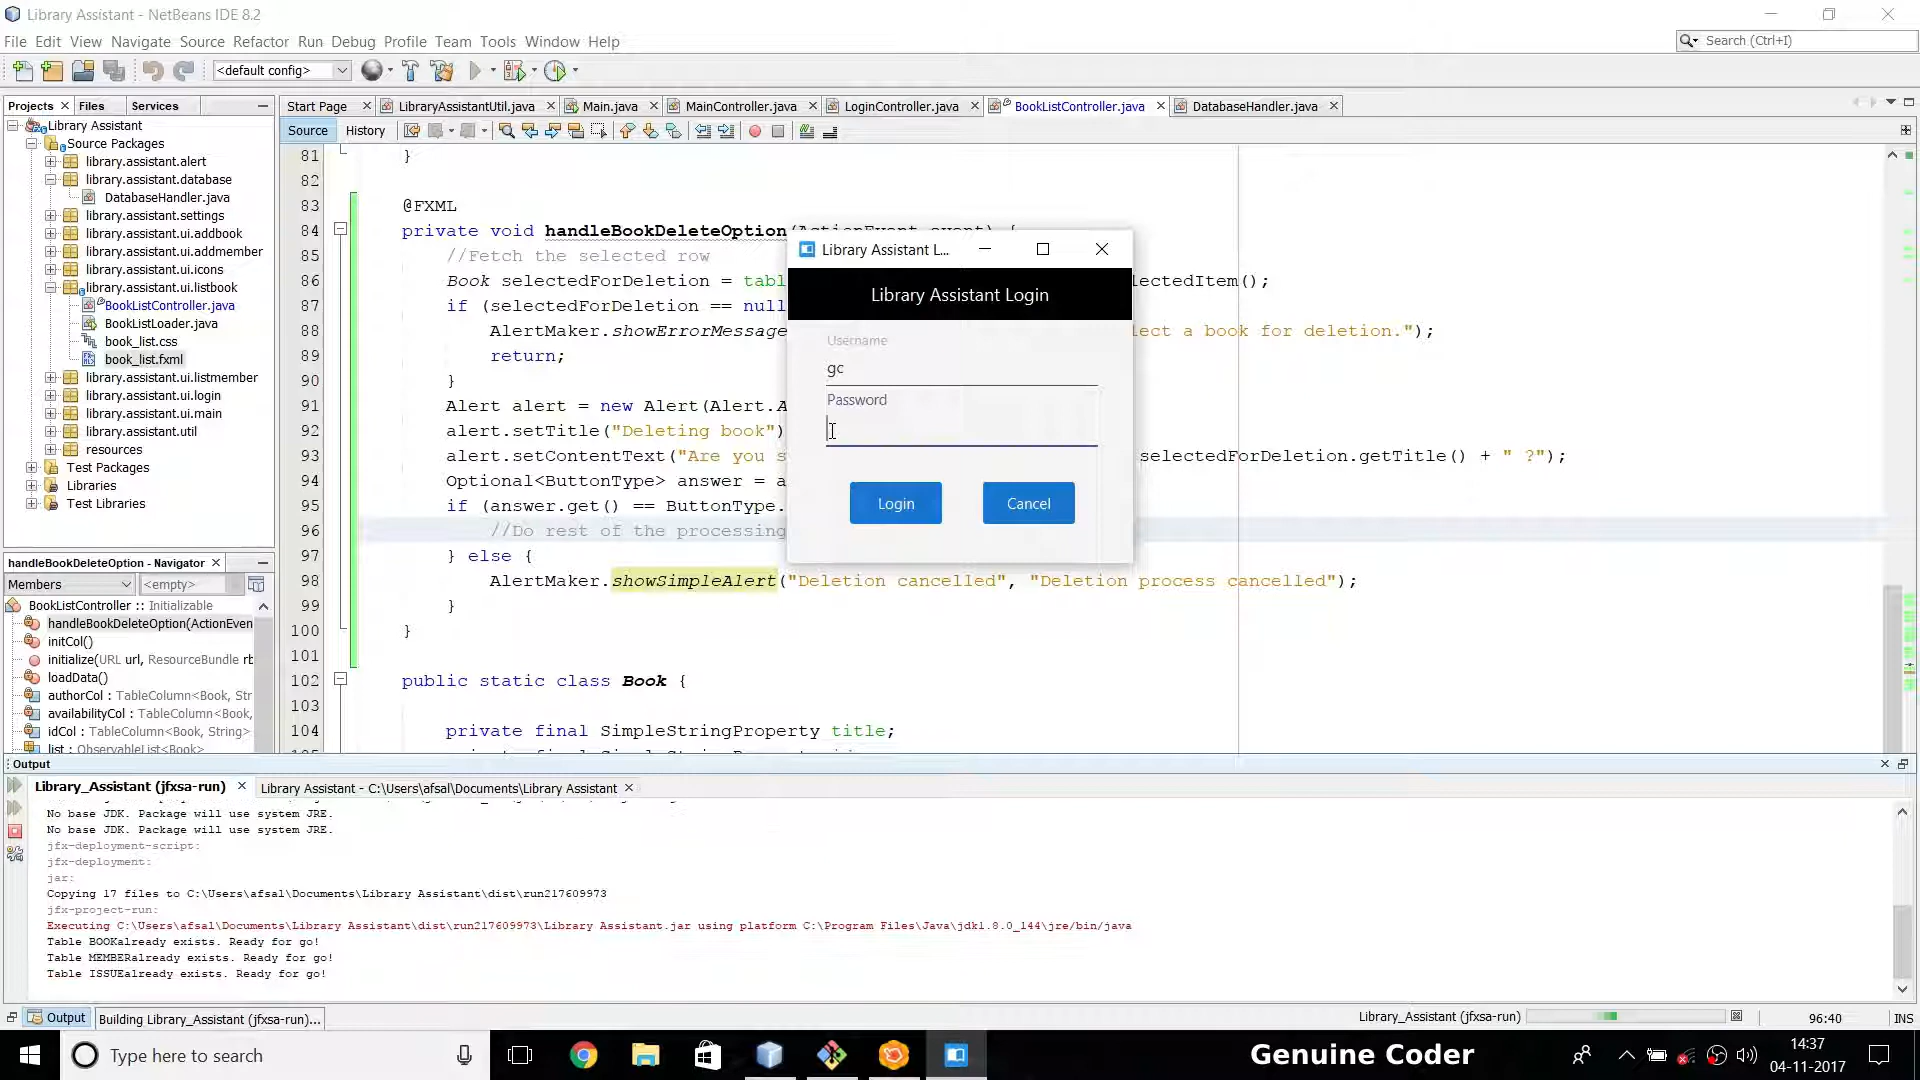 Library Assistant - NetBeans IDE 8.2
File Edit View Navigate Source Refactor Run Debug Profile Team Tools Window Help
Search (Ctrl+I)
<default config>
Projects Files Services
Start Page LibraryAssistantUtil.java Main.java MainController.java LoginController.java BookListController.java DatabaseHandler.java
Source History
Library Assistant
Source Packages
library.assistant.alert
library.assistant.database
DatabaseHandler.java
library.assistant.settings
library.assistant.ui.addbook
library.assistant.ui.addmember
library.assistant.ui.icons
library.assistant.ui.listbook
BookListController.java
BookListLoader.java
book_list.css
book_list.fxml
library.assistant.ui.listmember
library.assistant.ui.login
library.assistant.ui.main
library.assistant.util
resources
Test Packages
Libraries
Test Libraries
handleBookDeleteOption - Navigator
Members <empty>
BookListController :: Initializable
handleBookDeleteOption(ActionEven
initCol()
initialize(URL url, ResourceBundle rb
loadData()
authorCol : TableColumn<Book, Str
availabilityCol : TableColumn<Book,
idCol : TableColumn<Book, String>
list : ObservableList<Book>
81 }
82
83 @FXML
84 private void handleBookDeleteOption(ActionEvent event) {
85 //Fetch the selected row
86 Book selectedForDeletion = tabl lectedItem();
87 if (selectedForDeletion == null
88 AlertMaker.showErrorMessage lect a book for deletion.");
89 return;
90 }
91 Alert alert = new Alert(Alert.A
92 alert.setTitle("Deleting book")
93 alert.setContentText("Are you s selectedForDeletion.getTitle() + " ?");
94 Optional<ButtonType> answer = a
95 if (answer.get() == ButtonType.
96 //Do rest of the processing
97 } else {
98 AlertMaker.showSimpleAlert("Deletion cancelled", "Deletion process cancelled");
99 }
100 }
101
102 public static class Book {
103
104 private final SimpleStringProperty title;
Library Assistant L...
Library Assistant Login
Username
gc
Password
Login Cancel
Output
Library_Assistant (jfxsa-run) Library Assistant - C:\Users\afsal\Documents\Library Assistant
No base JDK. Package will use system JRE.
No base JDK. Package will use system JRE.
jfx-deployment-script:
jfx-deployment:
jar:
Copying 17 files to C:\Users\afsal\Documents\Library Assistant\dist\run217609973
jfx-project-run:
Executing C:\Users\afsal\Documents\Library Assistant\dist\run217609973\Library Assistant.jar using platform C:\Program Files\Java\jdk1.8.0_144\jre/bin/java
Table BOOKalready exists. Ready for go!
Table MEMBERalready exists. Ready for go!
Table ISSUEalready exists. Ready for go!
Output Building Library_Assistant (jfxsa-run)... Library_Assistant (jfxsa-run) 96:40 INS
Type here to search
Genuine Coder
14:37
04-11-2017